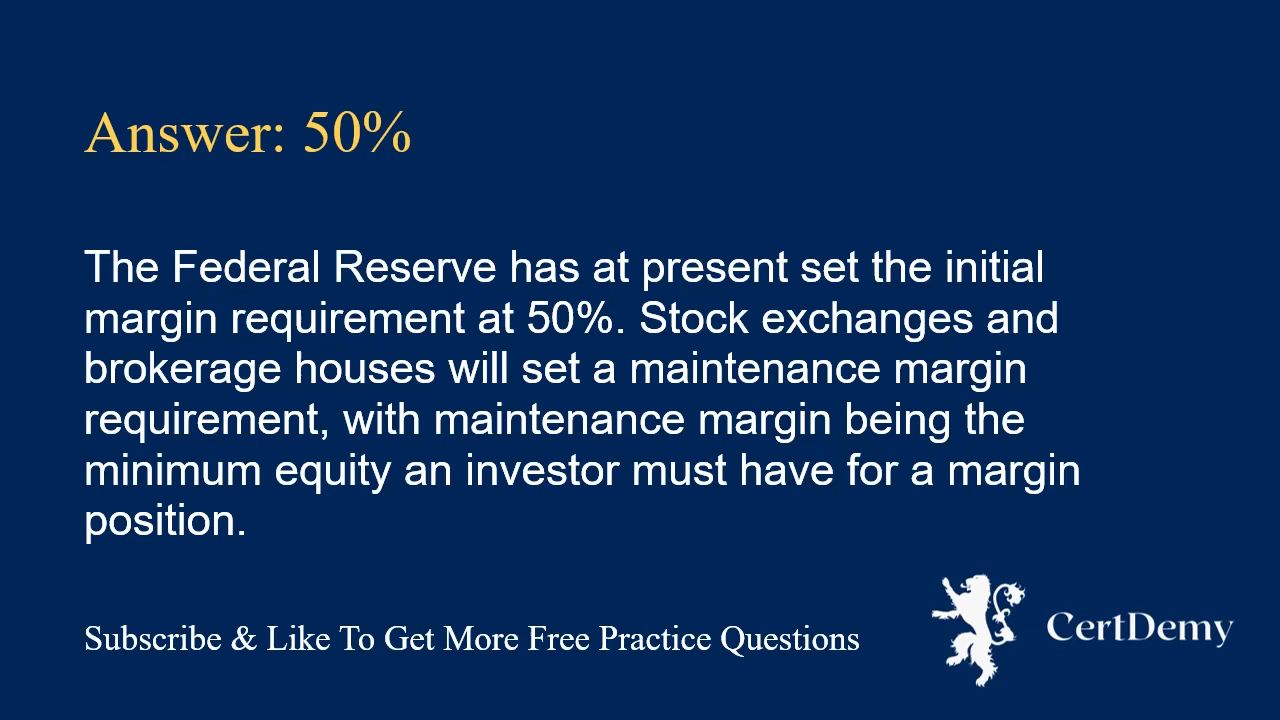 Answer: 50%
The Federal Reserve has at present set the initial
margin requirement at 50%. Stock exchanges and
brokerage houses will set a maintenance margin
requirement, with maintenance margin being the
minimum equity an investor must have for a margin
position.
Subscribe & Like To Get More Free Practice Questions
CertDemy